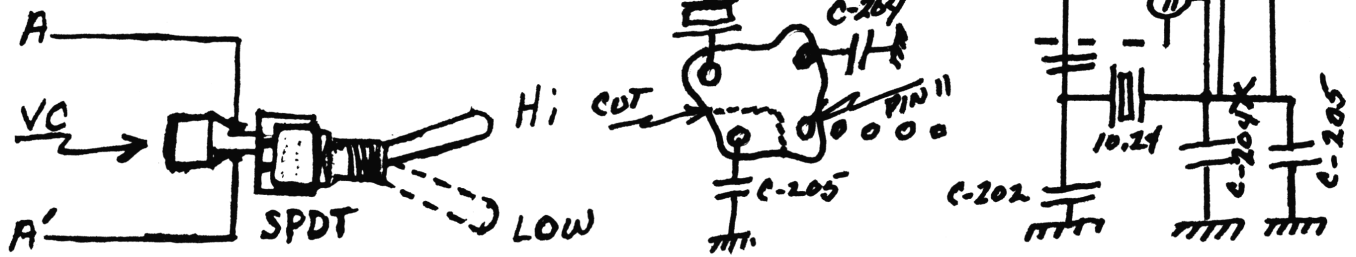 A
VC
A'
SPDT
Hi
LOW
C-204
CUT
PIN 11
C-205
10.24
C-202
C-204
C-205